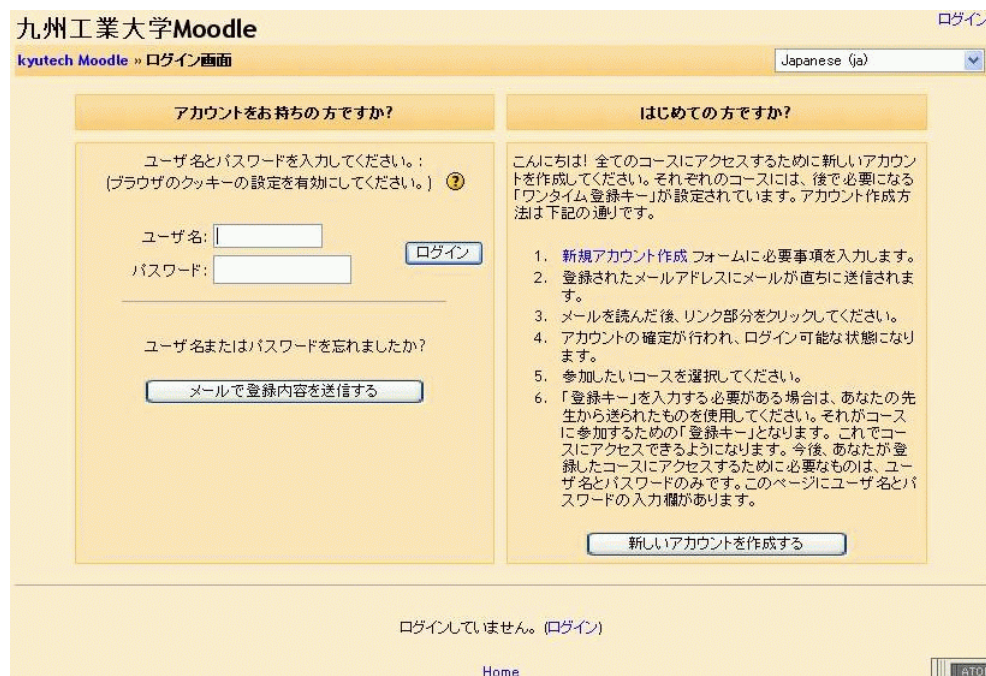 九州工業大学Moodle
ログイン
kyutech Moodle » ログイン画面
Japanese (ja)
アカウントをお持ちの方ですか?
ユーザ名とパスワードを入力してください。:
(ブラウザのクッキーの設定を有効にしてください。) ?
ユーザ名:
ログイン
パスワード:
ユーザ名またはパスワードを忘れましたか?
メールで登録内容を送信する
はじめての方ですか?
こんにちは! 全てのコースにアクセスするために新しいアカウン
トを作成してください。それぞれのコースには、後で必要になる
「ワンタイム登録キー」が設定されています。アカウント作成方
法は下記の通りです。
1. 新規アカウント作成 フォームに必要事項を入力します。
2. 登録されたメールアドレスにメールが直ちに送信されま
す。
3. メールを読んだ後、リンク部分をクリックしてください。
4. アカウントの確定が行われ、ログイン可能な状態になり
ます。
5. 参加したいコースを選択してください。
6. 「登録キー」を入力する必要がある場合は、あなたの先
生から送られたものを使用してください。それがコース
に参加するための「登録キー」となります。これでコー
スにアクセスできるようになります。今後、あなたが登
録したコースにアクセスするために必要なものは、ユー
ザ名とパスワードのみです。このページにユーザ名とパ
スワードの入力欄があります。
新しいアカウントを作成する
ログインしていません。(ログイン)
Home